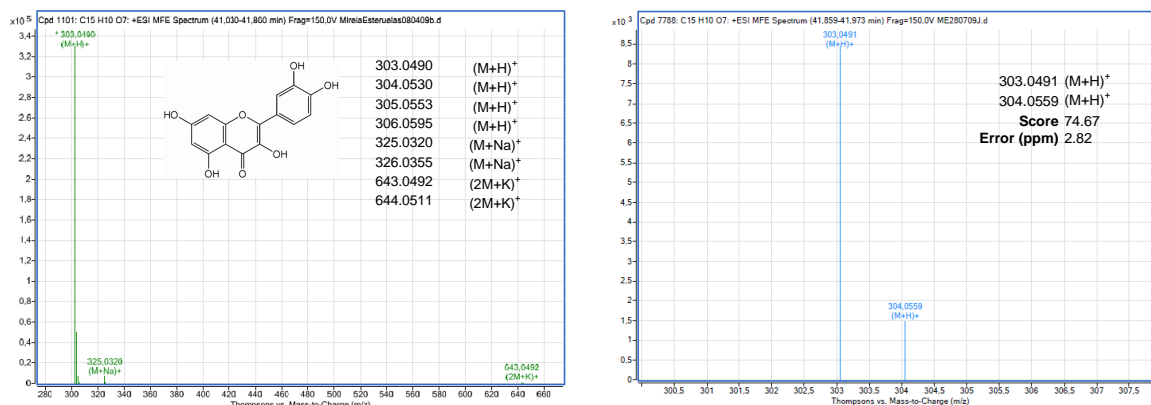 Cpd 1101: C15 H10 O7: +ESI MFE Spectrum (41,030-41,860 min) Frag=150,0V MireiaEsteruelas080409b.d
x10 5
3,4
3,2
3
2,8
2,6
2,4
2,2
2
1,8
1,6
1,4
1,2
1
0,8
0,6
0,4
0,2
0
* 303,0490
(M+H)+
325,0320
(M+Na)+
643,0492
(2M+K)+
HO
OH
O
OH
OH
O
OH
303.0490 (M+H)+
304.0530 (M+H)+
305.0553 (M+H)+
306.0595 (M+H)+
325.0320 (M+Na)+
326.0355 (M+Na)+
643.0492 (2M+K)+
644.0511 (2M+K)+
280 300 320 340 360 380 400 420 440 460 480 500 520 540 560 580 600 620 640 660
Thompsons vs. Mass-to-Charge (m/z)
Cpd 7788: C15 H10 O7: +ESI MFE Spectrum (41,859-41,973 min) Frag=150,0V ME280709J.d
x10 3
8,5
8
7,5
7
6,5
6
5,5
5
4,5
4
3,5
3
2,5
2
1,5
1
0,5
0
303,0491
(M+H)+
304,0559
(M+H)+
303.0491 (M+H)+
304.0559 (M+H)+
Score 74.67
Error (ppm) 2.82
300,5 301 301,5 302 302,5 303 303,5 304 304,5 305 305,5 306 306,5 307 307,5
Thompsons vs. Mass-to-Charge (m/z)